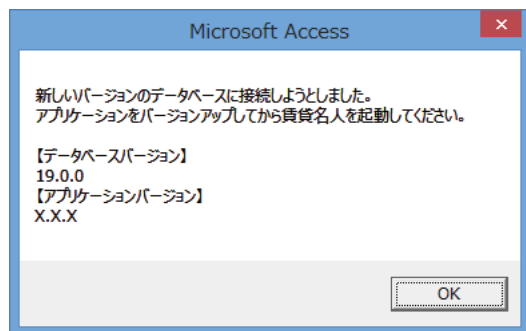 Microsoft Access
新しいバージョンのデータベースに接続しようとしました。
アプリケーションをバージョンアップしてから賃貸名人を起動してください。
【データベースバージョン】
19.0.0
【アプリケーションバージョン】
X.X.X
OK